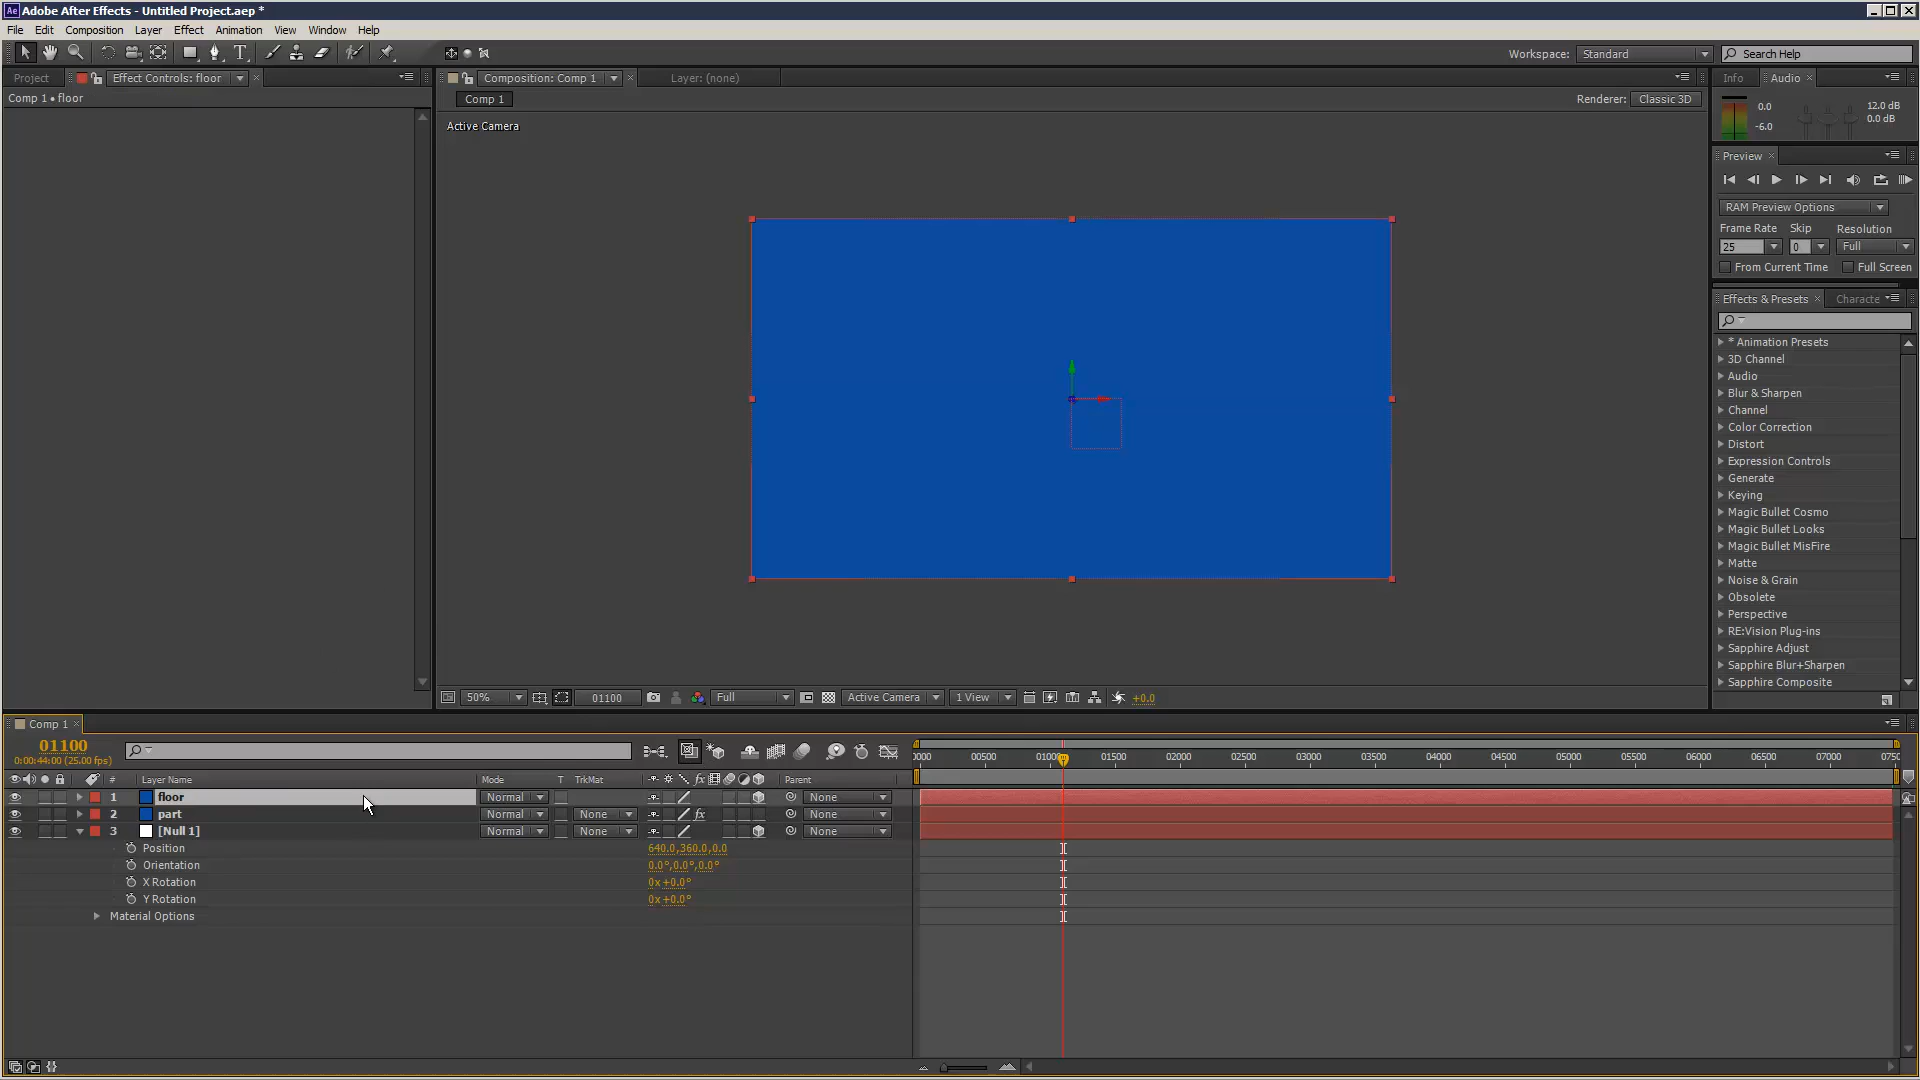 Adobe After Effects - Untitled Project.aep *
File Edit Composition Layer Effect Animation View Window Help
Workspace: Standard Search Help
Project Effect Controls: floor
Comp 1 • floor
Composition: Comp 1 Layer: (none)
Comp 1
Renderer: Classic 3D
Active Camera
50% 01100 Full Active Camera 1 View +0.0
Info Audio
0.0
-6.0
12.0 dB
0.0 dB
Preview
RAM Preview Options
Frame Rate Skip Resolution
25 0 Full
From Current Time Full Screen
Effects & Presets Characte
* Animation Presets
3D Channel
Audio
Blur & Sharpen
Channel
Color Correction
Distort
Expression Controls
Generate
Keying
Magic Bullet Cosmo
Magic Bullet Looks
Magic Bullet MisFire
Matte
Noise & Grain
Obsolete
Perspective
RE:Vision Plug-ins
Sapphire Adjust
Sapphire Blur+Sharpen
Sapphire Composite
Comp 1
01100
0:00:44:00 (25.00 fps)
0000 00500 0100 01500 02000 02500 03000 03500 04000 04500 05000 05500 06000 06500 07000 0750
# Layer Name Mode T TrkMat fx Parent
1 floor Normal None
2 part Normal None fx None
3 [Null 1] Normal None None
Position 640.0,360.0,0.0
Orientation 0.0°,0.0°,0.0°
X Rotation 0x+0.0°
Y Rotation 0x+0.0°
Material Options